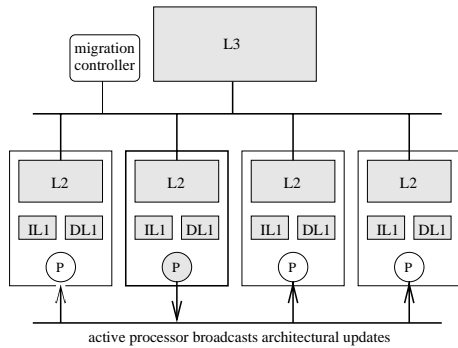 L3
migration
controller
L2 L2 L2 L2
IL1 DL1 IL1 DL1 IL1 DL1 IL1 DL1
P P P P
active processor broadcasts architectural updates